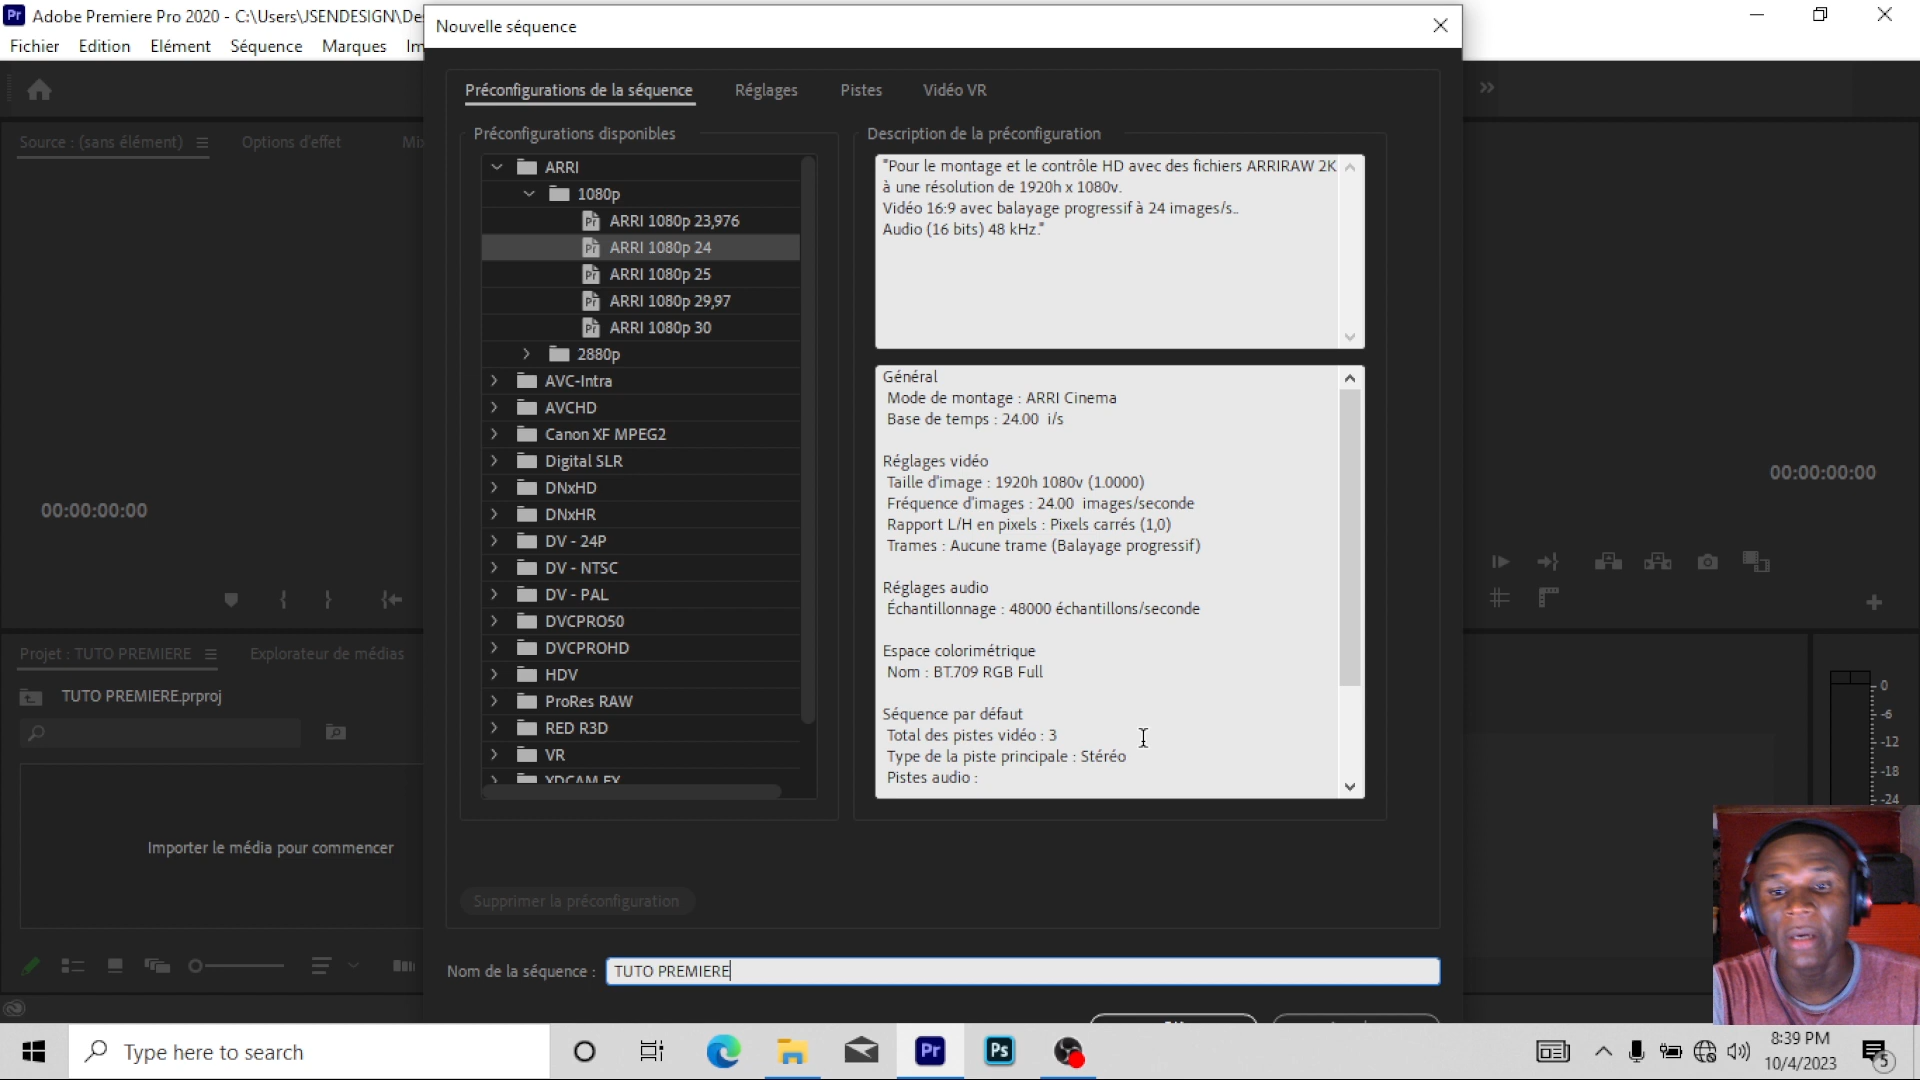 Adobe Premiere Pro 2020 - C:\Users\JSENDESIGN\De
Fichier Edition Elément Séquence Marques Im
Nouvelle séquence
Préconfigurations de la séquence Réglages Pistes Vidéo VR
Source : (sans élément) Options d'effet
Préconfigurations disponibles
ARRI
1080p
ARRI 1080p 23,976
ARRI 1080p 24
ARRI 1080p 25
ARRI 1080p 29,97
ARRI 1080p 30
2880p
AVC-Intra
AVCHD
Canon XF MPEG2
Digital SLR
DNxHD
DNxHR
DV - 24P
DV - NTSC
DV - PAL
DVCPRO50
DVCPROHD
HDV
ProRes RAW
RED R3D
VR
XDCAM EX
Description de la préconfiguration
"Pour le montage et le contrôle HD avec des fichiers ARRIRAW 2K
à une résolution de 1920h x 1080v.
Vidéo 16:9 avec balayage progressif à 24 images/s..
Audio (16 bits) 48 kHz."
Général
Mode de montage : ARRI Cinema
Base de temps : 24.00 i/s
Réglages vidéo
Taille d'image : 1920h 1080v (1.0000)
Fréquence d'images : 24.00 images/seconde
Rapport L/H en pixels : Pixels carrés (1,0)
Trames : Aucune trame (Balayage progressif)
Réglages audio
Échantillonnage : 48000 échantillons/seconde
Espace colorimétrique
Nom : BT.709 RGB Full
Séquence par défaut
Total des pistes vidéo : 3
Type de la piste principale : Stéréo
Pistes audio :
Supprimer la préconfiguration
Nom de la séquence : TUTO PREMIERE
00:00:00:00
00:00:00:00
Projet : TUTO PREMIERE Explorateur de médias
TUTO PREMIERE.prproj
Importer le média pour commencer
0
-6
-12
-18
-24
Type here to search
8:39 PM
10/4/2023
5